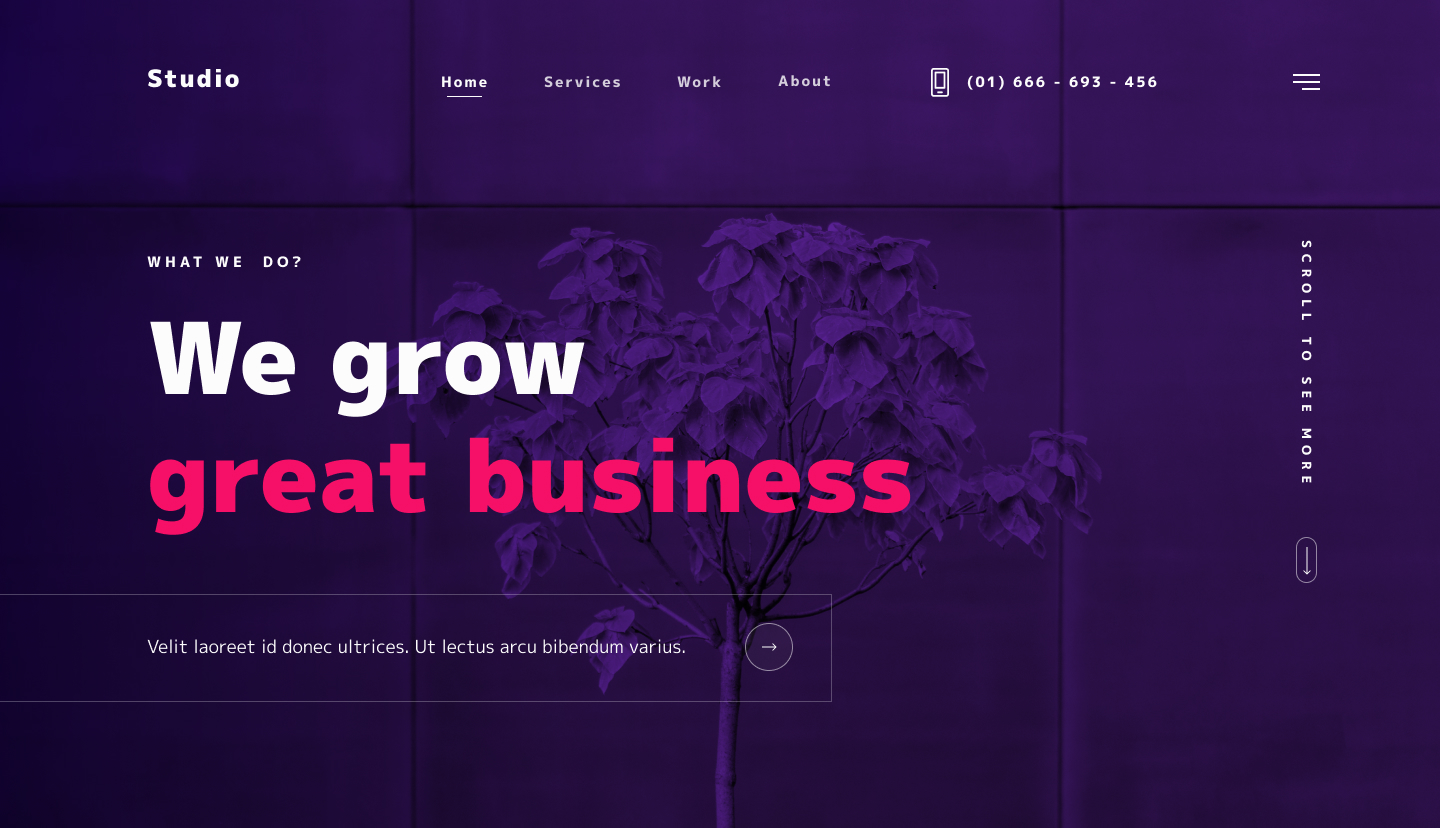 Studio
Home
Services
Work
About
(01) 666 - 693 - 456
WHAT WE DO?
We grow
great business
SCROLL TO SEE MORE
Velit laoreet id donec ultrices. Ut lectus arcu bibendum varius.